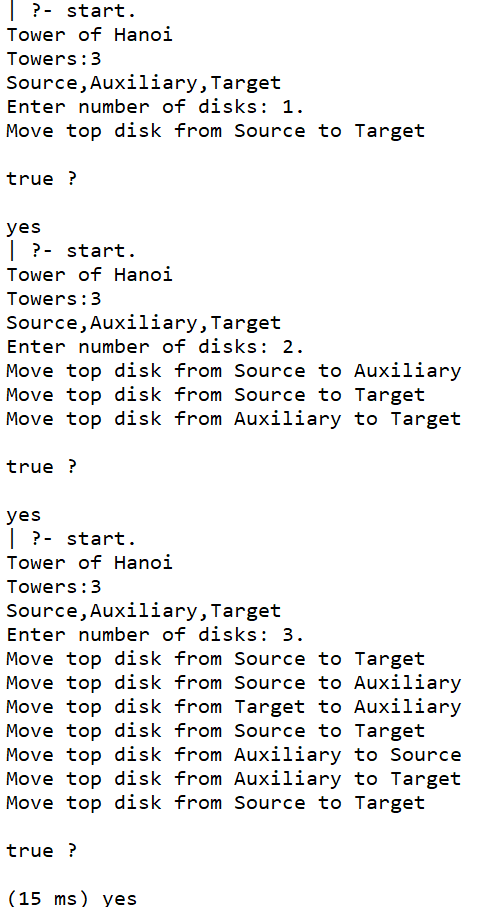 | ?- start.
Tower of Hanoi
Towers:3
Source,Auxiliary,Target
Enter number of disks: 1.
Move top disk from Source to Target
true ?
yes
| ?- start.
Tower of Hanoi
Towers:3
Source,Auxiliary,Target
Enter number of disks: 2.
Move top disk from Source to Auxiliary
Move top disk from Source to Target
Move top disk from Auxiliary to Target
true ?
yes
| ?- start.
Tower of Hanoi
Towers:3
Source,Auxiliary,Target
Enter number of disks: 3.
Move top disk from Source to Target
Move top disk from Source to Auxiliary
Move top disk from Target to Auxiliary
Move top disk from Source to Target
Move top disk from Auxiliary to Source
Move top disk from Auxiliary to Target
Move top disk from Source to Target
true ?
(15 ms) yes